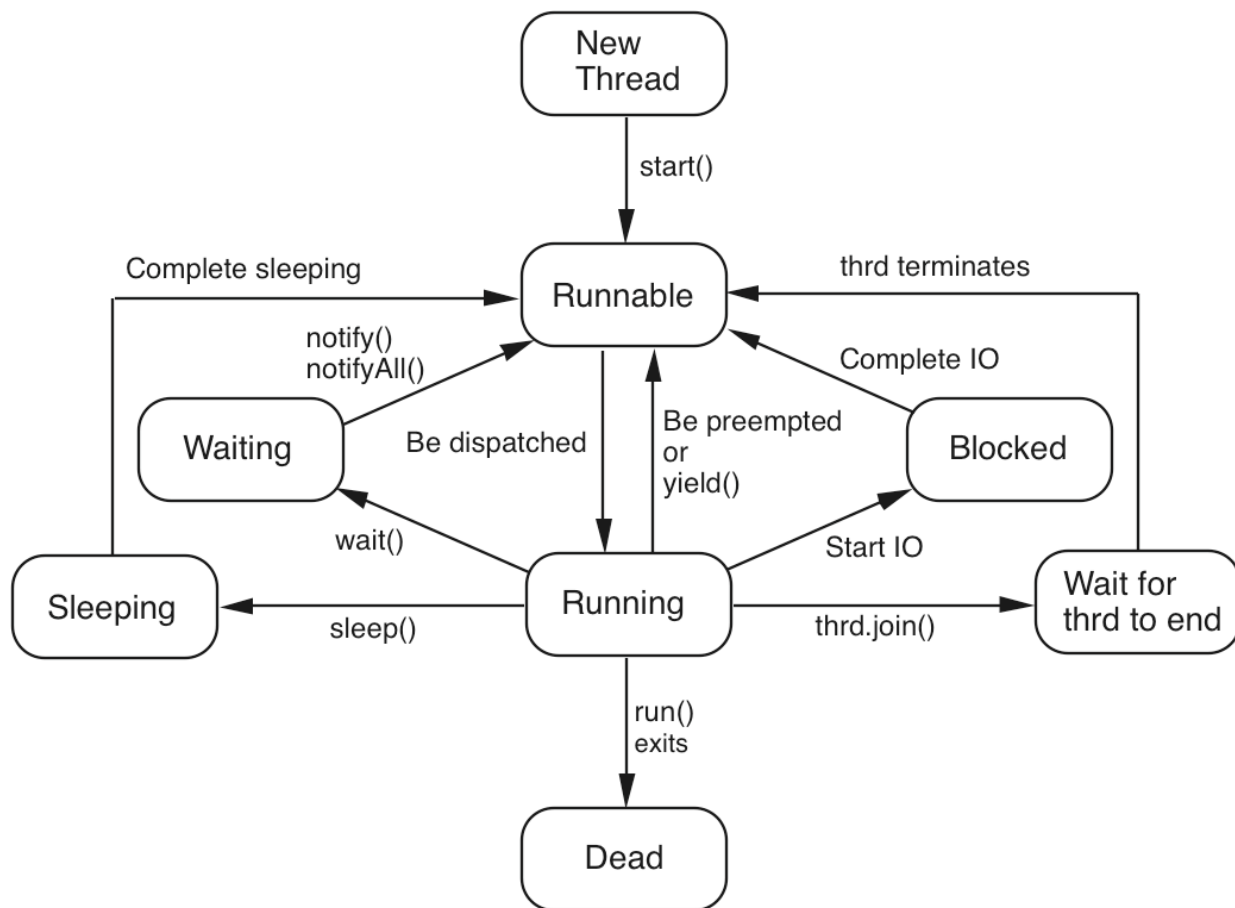 New
Thread
start()
Complete sleeping
thrd terminates
Runnable
notify()
notifyAll()
Complete IO
Waiting
Be dispatched
Be preempted
or
yield()
Blocked
wait()
Start IO
Sleeping
Running
Wait for
thrd to end
sleep()
thrd.join()
run()
exits
Dead